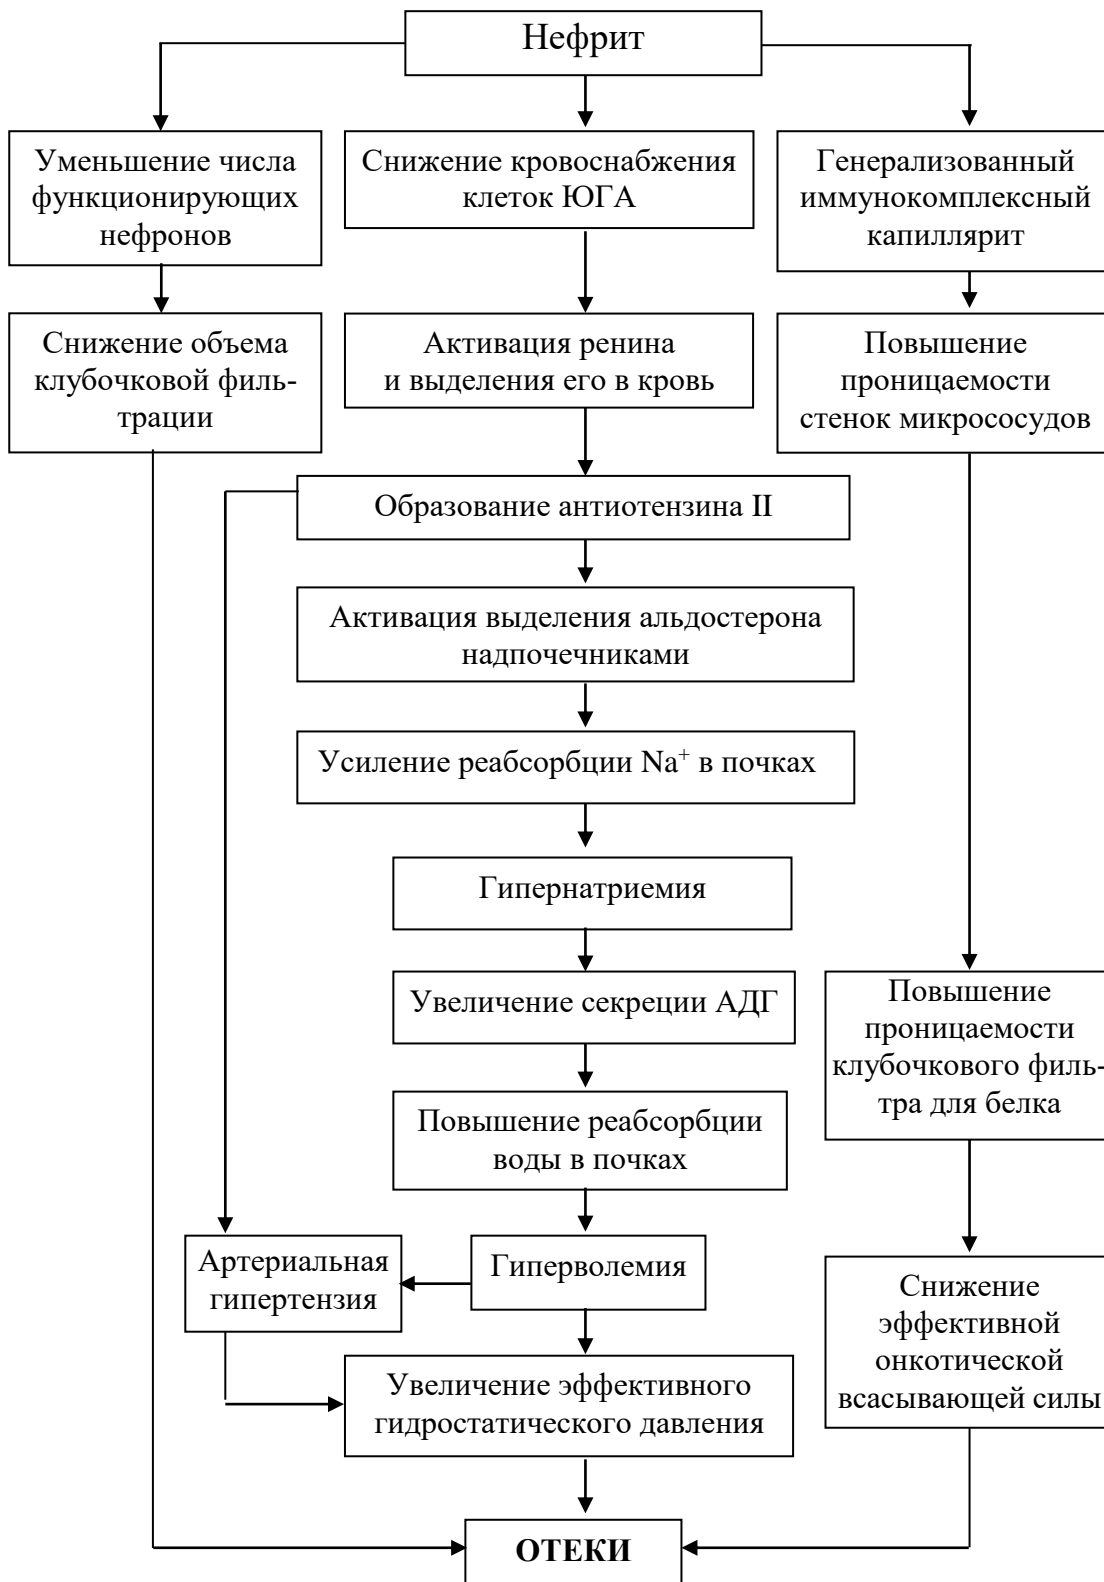 Нефрит
Уменьшение числа
функционирующих
нефронов
Снижение кровоснабжения
клеток ЮГА
Генерализованный
иммунокомплексный
капиллярит
Снижение объема
клубочковой филь-
трации
Активация ренина
и выделения его в кровь
Повышение
проницаемости
стенок микрососудов
Образование антиотензина II
Активация выделения альдостерона
надпочечниками
Усиление реабсорбции Na⁺ в почках
Гипернатриемия
Увеличение секреции АДГ
Повышение
проницаемости
клубочкового филь-
тра для белка
Повышение реабсорбции
воды в почках
Артериальная
гипертензия
Гиперволемия
Снижение
эффективной
онкотической
всасывающей силы
Увеличение эффективного
гидростатического давления
ОТЕКИ